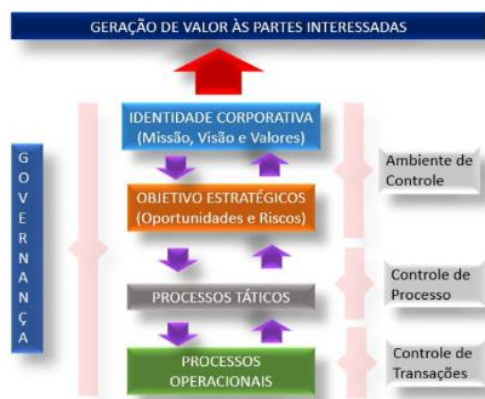 GERAÇÃO DE VALOR ÀS PARTES INTERESSADAS
IDENTIDADE CORPORATIVA
(Missão, Visão e Valores)
OBJETIVO ESTRATÉGICOS
(Oportunidades e Riscos)
PROCESSOS TÁTICOS
PROCESSOS
OPERACIONAIS
GOVERNANÇA
Ambiente de
Controle
Controle de
Processo
Controle de
Transações